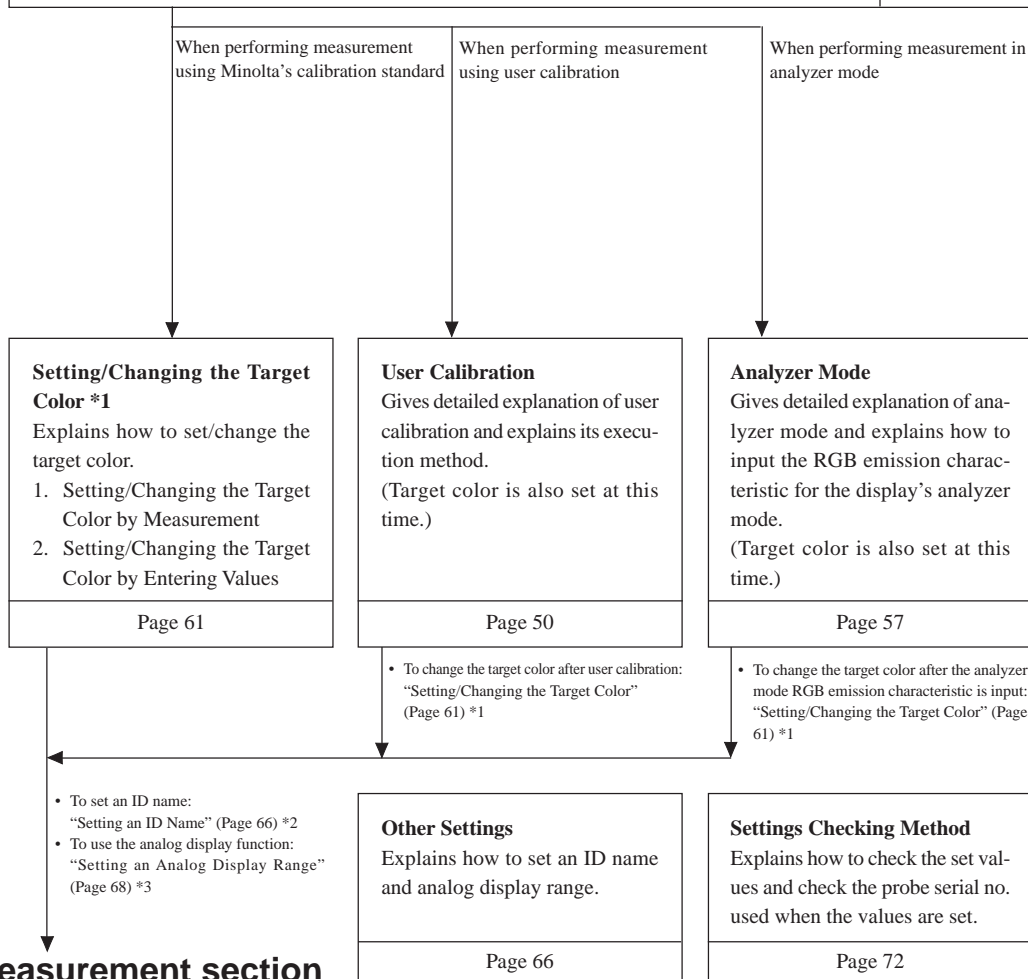 When performing measurement
using Minolta's calibration standard
When performing measurement
using user calibration
When performing measurement in
analyzer mode
Setting/Changing the Target
Color *1
Explains how to set/change the
target color.
1. Setting/Changing the Target
Color by Measurement
2. Setting/Changing the Target
Color by Entering Values
Page 61
User Calibration
Gives detailed explanation of user
calibration and explains its execu-
tion method.
(Target color is also set at this
time.)
Page 50
Analyzer Mode
Gives detailed explanation of ana-
lyzer mode and explains how to
input the RGB emission charac-
teristic for the display's analyzer
mode.
(Target color is also set at this
time.)
Page 57
• To change the target color after user calibration:
“Setting/Changing the Target Color”
(Page 61) *1
• To change the target color after the analyzer
mode RGB emission characteristic is input:
“Setting/Changing the Target Color” (Page
61) *1
• To set an ID name:
“Setting an ID Name” (Page 66) *2
• To use the analog display function:
“Setting an Analog Display Range”
(Page 68) *3
Other Settings
Explains how to set an ID name
and analog display range.
Page 66
Settings Checking Method
Explains how to check the set val-
ues and check the probe serial no.
used when the values are set.
Page 72
easurement section